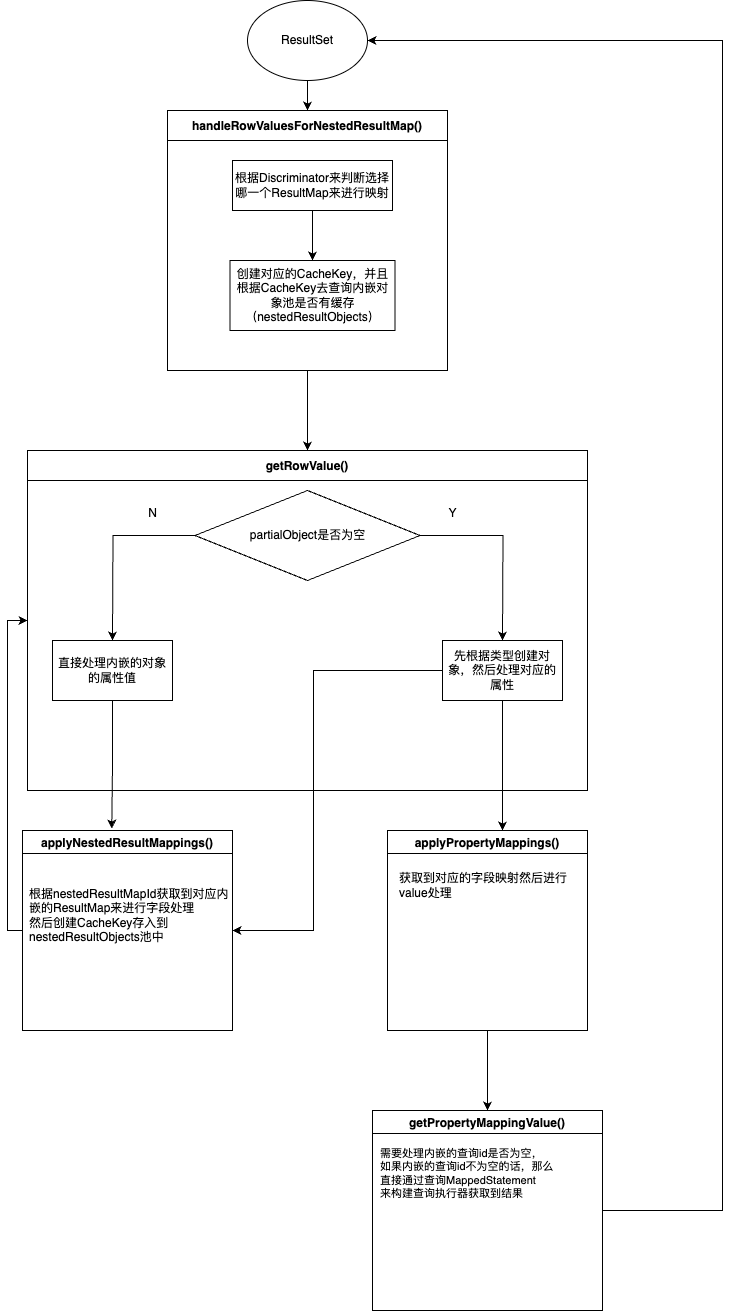 ResultSet
handleRowValuesForNestedResultMap()
根据Discriminator来判断选择
哪一个ResultMap来进行映射
创建对应的CacheKey，并且
根据CacheKey去查询内嵌对
象池是否有缓存
（nestedResultObjects）
getRowValue()
N
Y
partialObject是否为空
直接处理内嵌的对象
的属性值
先根据类型创建对
象，然后处理对应的
属性
applyNestedResultMappings()
根据nestedResultMapId获取到对应内
嵌的ResultMap来进行字段处理
然后创建CacheKey存入到
nestedResultObjects池中
applyPropertyMappings()
获取到对应的字段映射然后进行
value处理
getPropertyMappingValue()
需要处理内嵌的查询id是否为空，
如果内嵌的查询id不为空的话，那么
直接通过查询MappedStatement
来构建查询执行器获取到结果